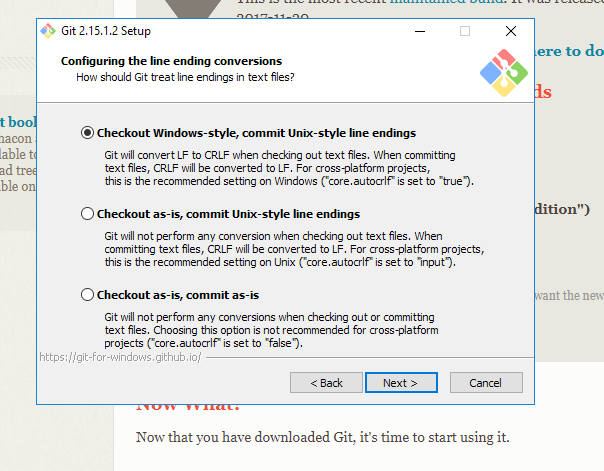 This is the most recent maintained build. It was released
2017-11-29
Git 2.15.1.2 Setup
Configuring the line ending conversions
How should Git treat line endings in text files?
here to do
ds
t book
macon
lable to
ad tree
ble on
Checkout Windows-style, commit Unix-style line endings
Git will convert LF to CRLF when checking out text files. When committing
text files, CRLF will be converted to LF. For cross-platform projects,
this is the recommended setting on Windows ("core.autocrlf" is set to "true").
Checkout as-is, commit Unix-style line endings
dition")
Git will not perform any conversion when checking out text files. When
committing text files, CRLF will be converted to LF. For cross-platform projects,
this is the recommended setting on Unix ("core.autocrlf" is set to "input").
Checkout as-is, commit as-is
want the new
Git will not perform any conversions when checking out or committing
text files. Choosing this option is not recommended for cross-platform
projects ("core.autocrlf" is set to "false").
https://git-for-windows.github.io/
< Back
Next >
Cancel
Now What?
Now that you have downloaded Git, it's time to start using it.